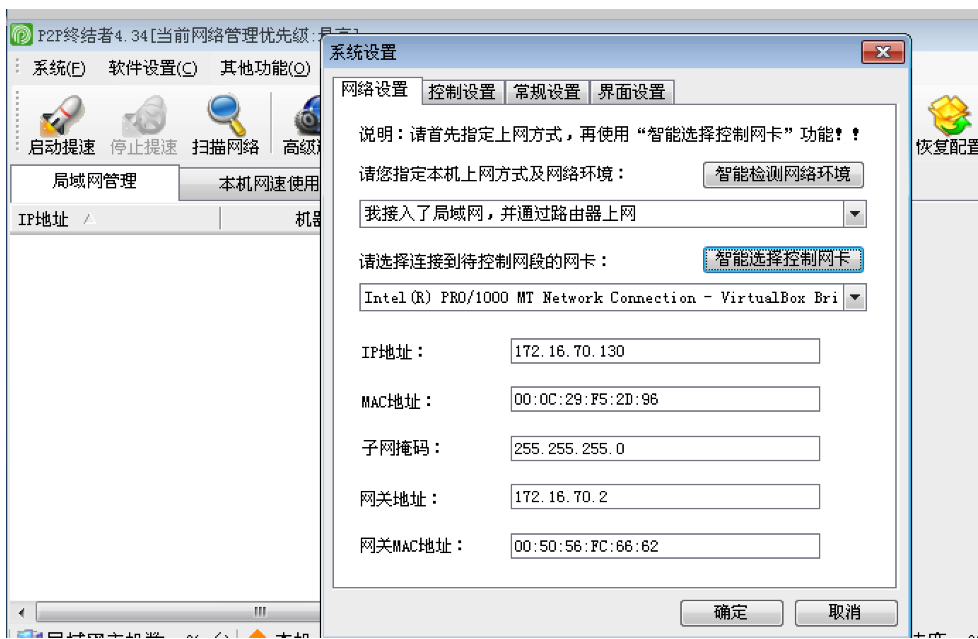 P2P终结者4.34[当前网络管理优先级:最高]
系统(F) 软件设置(C) 其他功能(O)
启动提速 停止提速 扫描网络 高级 恢复配置
局域网管理 本机网速使用
IP地址 机器
系统设置
网络设置 控制设置 常规设置 界面设置
说明:请首先指定上网方式,再使用“智能选择控制网卡”功能!!
请您指定本机上网方式及网络环境: 智能检测网络环境
我接入了局域网,并通过路由器上网
请选择连接到待控制网段的网卡: 智能选择控制网卡
Intel(R) PRO/1000 MT Network Connection - VirtualBox Bri
IP地址: 172.16.70.130
MAC地址: 00:0C:29:F5:2D:96
子网掩码: 255.255.255.0
网关地址: 172.16.70.2
网关MAC地址: 00:50:56:FC:66:62
确定 取消
局域网主机数 本机